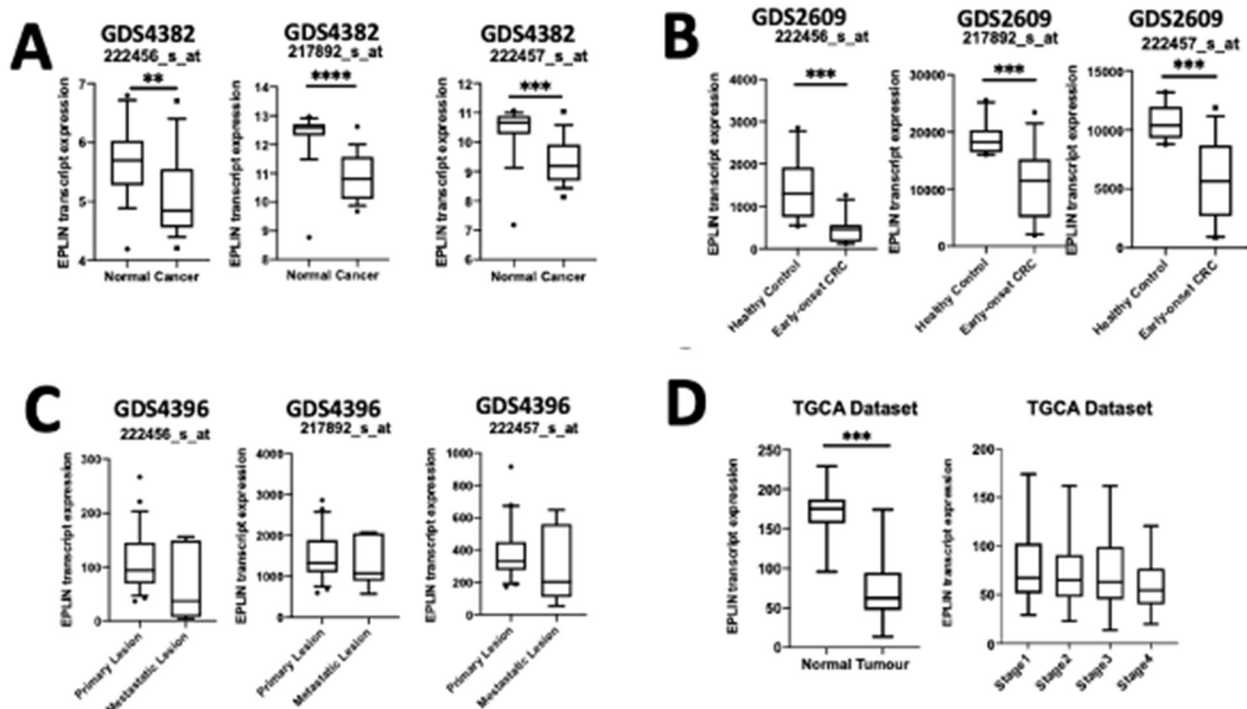 A
GDS4382
222456_s_at
**
EPLIN transcript expression
7
6
5
4
Normal Cancer
GDS4382
217892_s_at
****
EPLIN transcript expression
14
13
12
11
10
9
8
Normal Cancer
GDS4382
222457_s_at
***
EPLIN transcript expression
12
11
10
9
8
7
6
Normal Cancer
B
GDS2609
222456_s_at
***
EPLIN transcript expression
4000
3000
2000
1000
0
Healthy Control
Early-onset CRC
GDS2609
217892_s_at
***
EPLIN transcript expression
30000
20000
10000
0
Healthy Control
Early-onset CRC
GDS2609
222457_s_at
***
EPLIN transcript expression
15000
10000
5000
0
Healthy Control
Early-onset CRC
C
GDS4396
222456_s_at
EPLIN transcript expression
300
200
100
0
Primary Lesion
Metastatic Lesion
GDS4396
217892_s_at
EPLIN transcript expression
4000
3000
2000
1000
0
Primary Lesion
Metastatic Lesion
GDS4396
222457_s_at
EPLIN transcript expression
1000
800
600
400
200
0
Primary Lesion
Metastatic Lesion
D
TGCA Dataset
***
EPLIN transcript expression
250
200
150
100
50
0
Normal Tumour
TGCA Dataset
EPLIN transcript expression
200
150
100
50
0
Stage1
Stage2
Stage3
Stage4